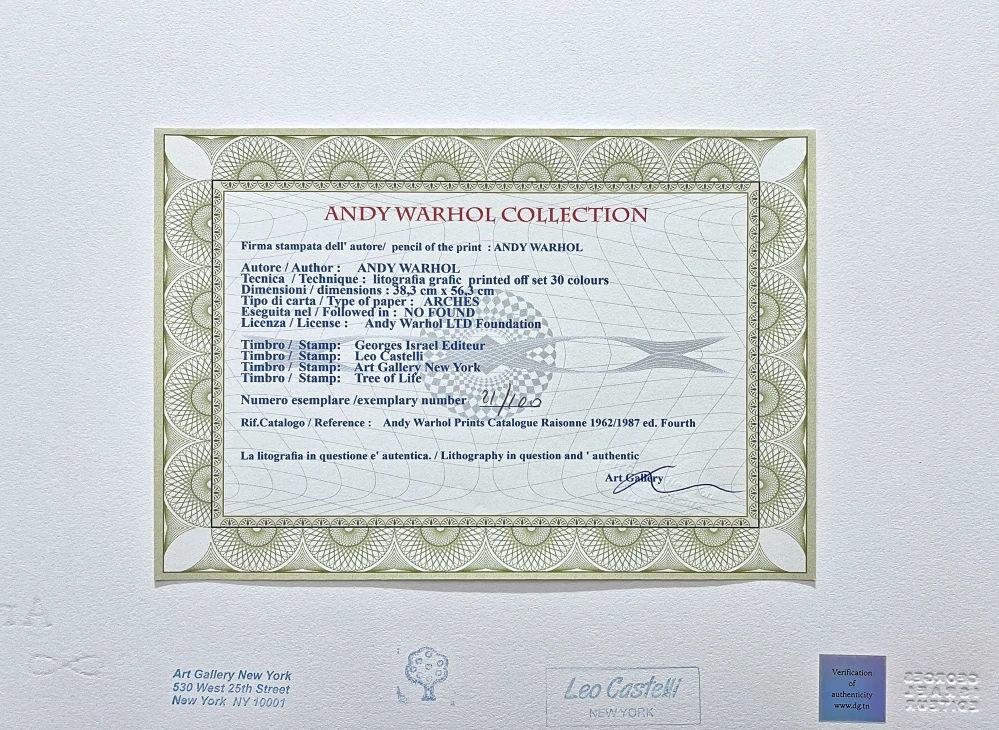 ANDY WARHOL COLLECTION
Firma stampata dell' autore/ pencil of the print : ANDY WARHOL
Autore / Author : ANDY WARHOL
Tecnica / Technique : litografia grafic printed off set 30 colours
Dimensioni / dimensions : 38,3 cm x 56,3 cm
Tipo di carta / Type of paper : ARCHES
Eseguita nel / Followed in : NO FOUND
Licenza / License : Andy Warhol LTD Foundation
Timbro / Stamp: Georges Israel Editeur
Timbro / Stamp: Leo Castelli
Timbro / Stamp: Art Gallery New York
Timbro / Stamp: Tree of Life
Numero esemplare /exemplary number 21/100
Rif.Catalogo / Reference : Andy Warhol Prints Catalogue Raisonne 1962/1987 ed. Fourth
La litografia in questione e' autentica. / Lithography in question and ' authentic
Art Gallery
Art Gallery New York
530 West 25th Street
New York NY 10001
Leo Castelli
NEW YORK
Verification
of
authenticity
www.dg.tn
GEORGES
ISRAEL
EDITEUR